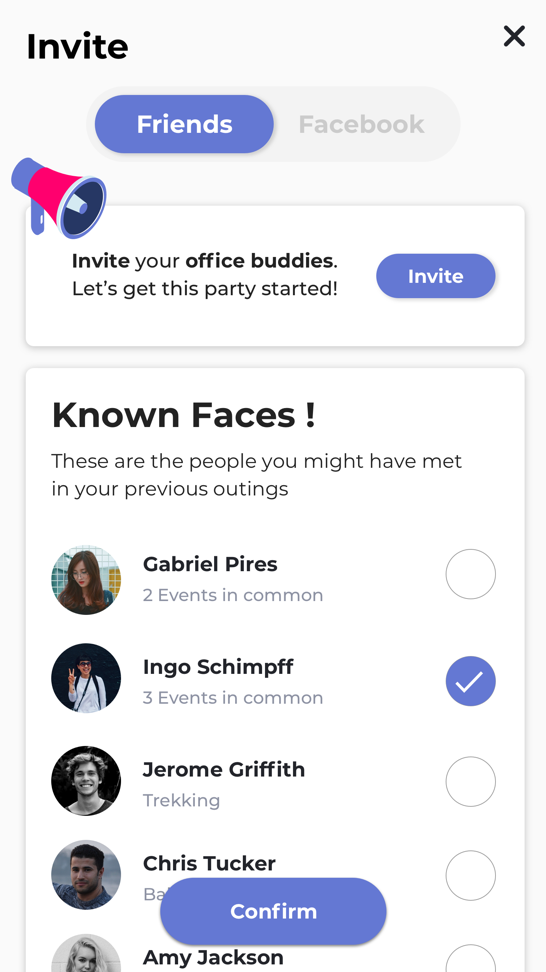 Invite
Friends
Facebook
Invite your office buddies.
Let’s get this party started!
Invite
Known Faces !
These are the people you might have met
in your previous outings
Gabriel Pires
2 Events in common
Ingo Schimpff
3 Events in common
Jerome Griffith
Trekking
Chris Tucker
Confirm
Amy Jackson